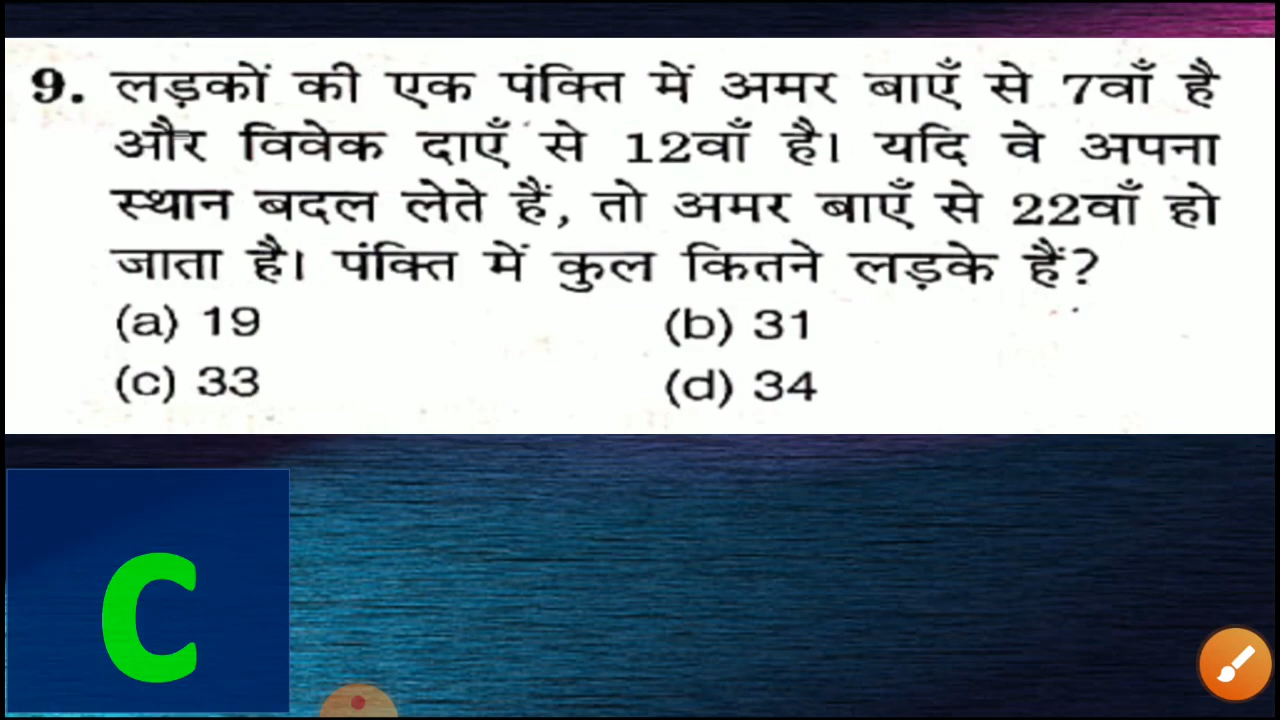 9. लड़कों की एक पंक्ति में अमर बाएँ से 7वाँ है
और विवेक दाएँ से 12वाँ है। यदि वे अपना
स्थान बदल लेते हैं, तो अमर बाएँ से 22वाँ हो
जाता है। पंक्ति में कुल कितने लड़के हैं?
(a) 19 (b) 31
(c) 33 (d) 34
C